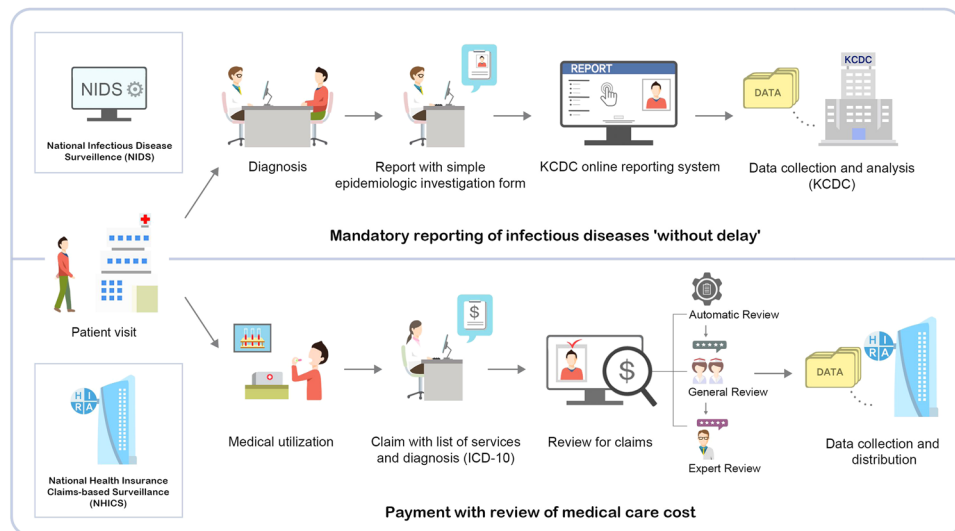 NIDS
National Infectious Disease
Surveillence (NIDS)
Diagnosis
Report with simple
epidemiologic investigation form
REPORT
KCDC online reporting system
DATA
KCDC
Data collection and analysis
(KCDC)
Mandatory reporting of infectious diseases 'without delay'
Patient visit
HIRA
National Health Insurance
Claims-based Surveillance
(NHICS)
Medical utilization
$
Claim with list of services
and diagnosis (ICD-10)
$
Review for claims
Automatic Review
General Review
Expert Review
DATA
HIRA
Data collection and
distribution
Payment with review of medical care cost